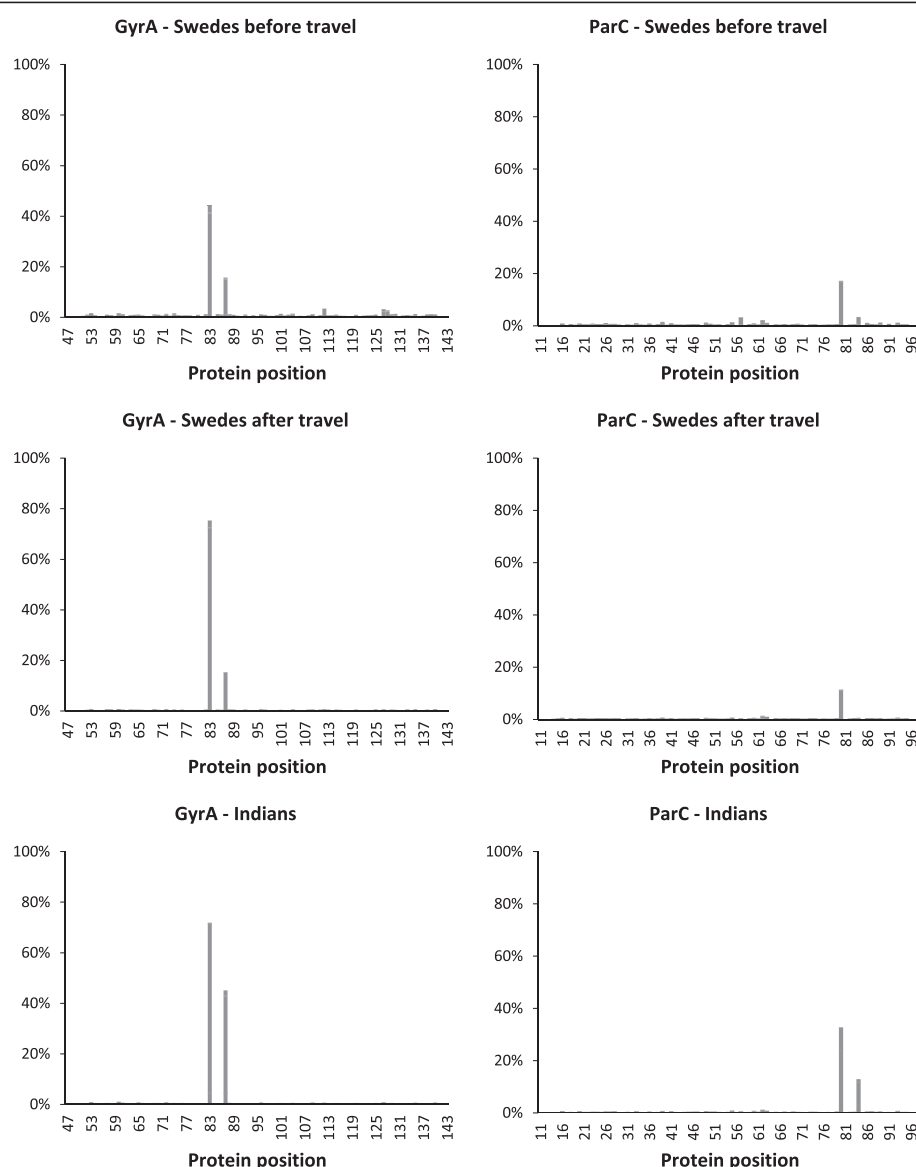 GyrA - Swedes before travel
100%
80%
60%
40%
20%
0%
47 53 59 65 71 77 83 89 95 101 107 113 119 125 131 137 143
Protein position
ParC - Swedes before travel
100%
80%
60%
40%
20%
0%
11 16 21 26 31 36 41 46 51 56 61 66 71 76 81 86 91 96
Protein position
GyrA - Swedes after travel
100%
80%
60%
40%
20%
0%
47 53 59 65 71 77 83 89 95 101 107 113 119 125 131 137 143
Protein position
ParC - Swedes after travel
100%
80%
60%
40%
20%
0%
11 16 21 26 31 36 41 46 51 56 61 66 71 76 81 86 91 96
Protein position
GyrA - Indians
100%
80%
60%
40%
20%
0%
47 53 59 65 71 77 83 89 95 101 107 113 119 125 131 137 143
Protein position
ParC - Indians
100%
80%
60%
40%
20%
0%
11 16 21 26 31 36 41 46 51 56 61 66 71 76 81 86 91 96
Protein position